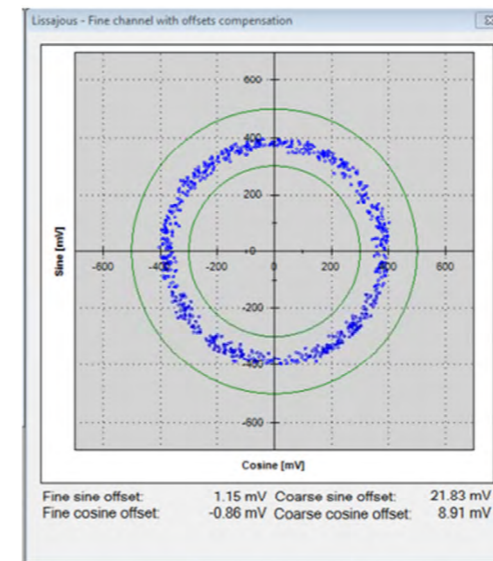 Lissajous - Fine channel with offsets compensation
600
400
200
-600 -400 -200 0 200 400 600
-200
-400
-600
Sine [mV]
Cosine [mV]
Fine sine offset: 1.15 mV Coarse sine offset: 21.83 mV
Fine cosine offset: -0.86 mV Coarse cosine offset: 8.91 mV